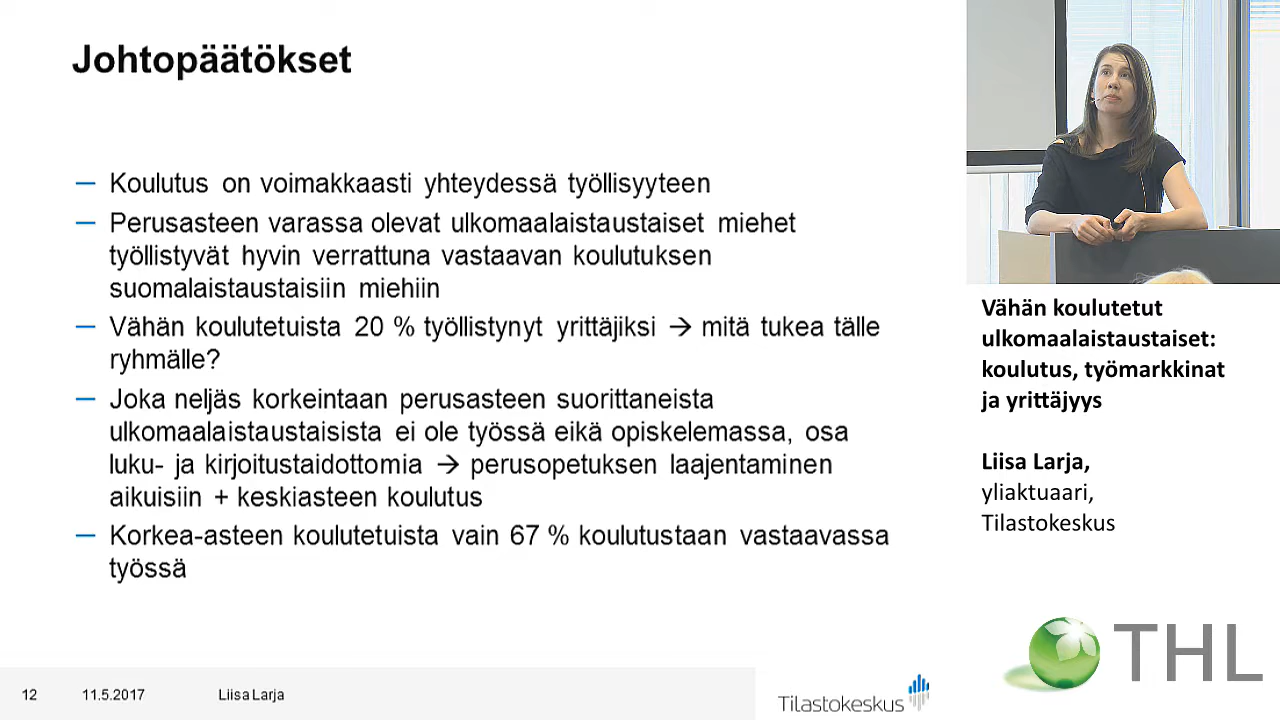 Johtopäätökset
— Koulutus on voimakkaasti yhteydessä työllisyyteen
— Perusasteen varassa olevat ulkomaalaistaustaiset miehet
työllistyvät hyvin verrattuna vastaavan koulutuksen
suomalaistaustaisiin miehiin
— Vähän koulutetuista 20 % työllistynyt yrittäjiksi → mitä tukea tälle
ryhmälle?
— Joka neljäs korkeintaan perusasteen suorittaneista
ulkomaalaistaustaisista ei ole työssä eikä opiskelemassa, osa
luku- ja kirjoitustaidottomia → perusopetuksen laajentaminen
aikuisiin + keskiasteen koulutus
— Korkea-asteen koulutetuista vain 67 % koulutustaan vastaavassa
työssä
12 11.5.2017 Liisa Larja
Tilastokeskus
Vähän koulutetut
ulkomaalaistaustaiset:
koulutus, työmarkkinat
ja yrittäjyys
Liisa Larja,
yliaktuaari,
Tilastokeskus
THL